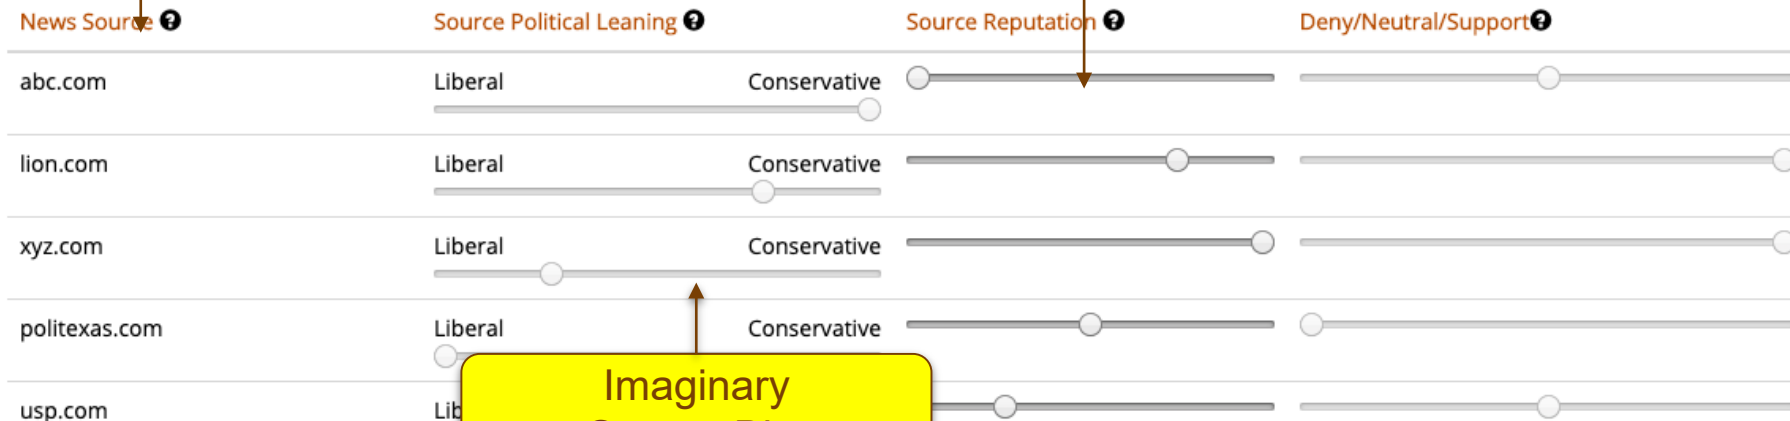 News Source Source Political Leaning Source Reputation Deny/Neutral/Support
abc.com Liberal Conservative
lion.com Liberal Conservative
xyz.com Liberal Conservative
politexas.com Liberal Conservative
Imaginary
usp.com